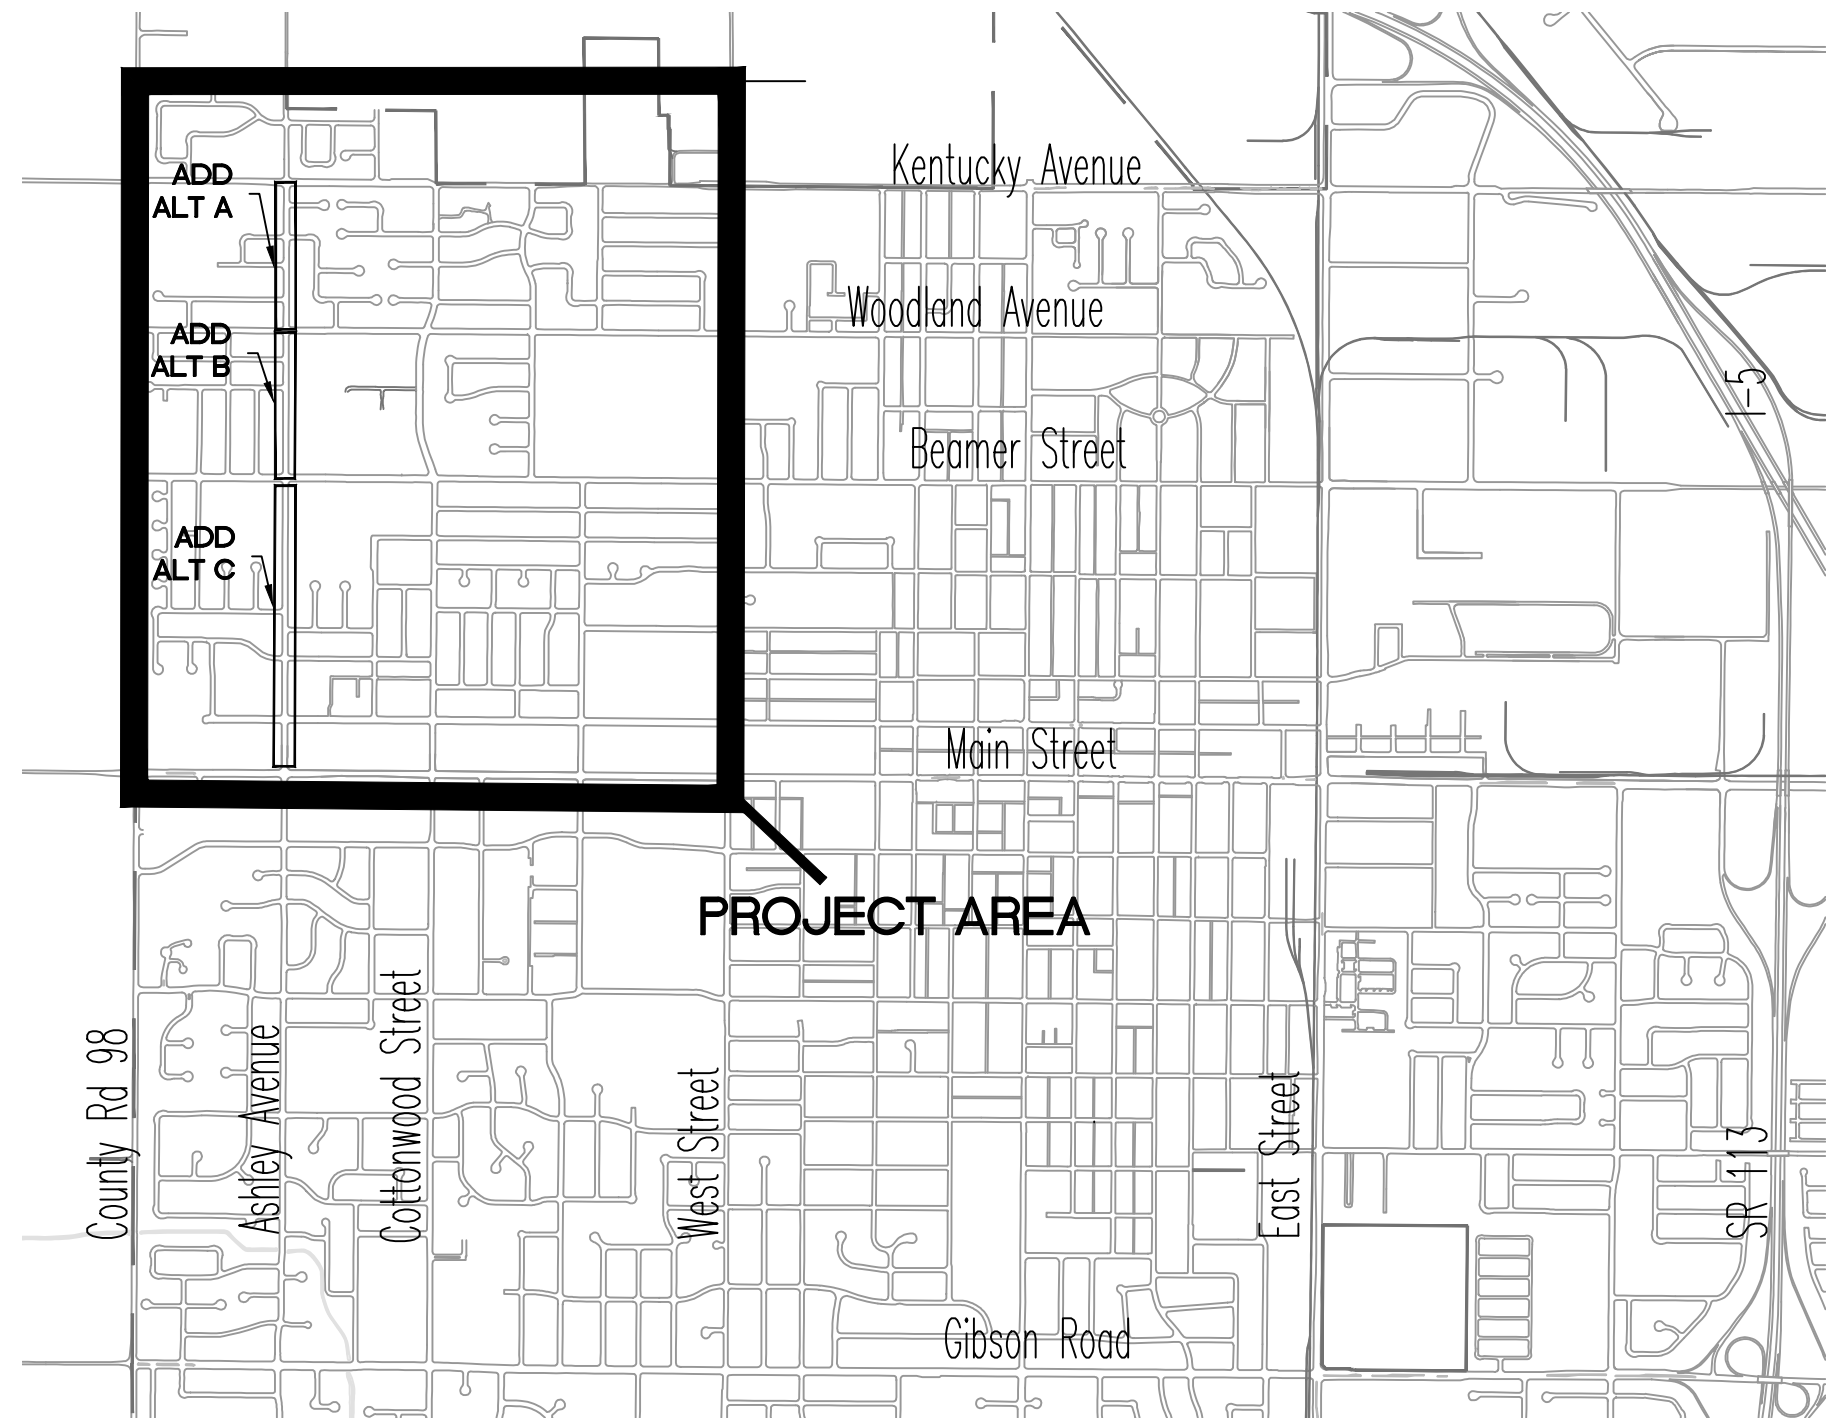 ADD
ALT A
Kentucky Avenue
Woodland Avenue
ADD
ALT B
I-5
Beamer Street
ADD
ALT C
Main Street
PROJECT AREA
County Rd 98
Ashley Avenue
Cottonwood Street
West Street
East Street
SR 113
Gibson Road